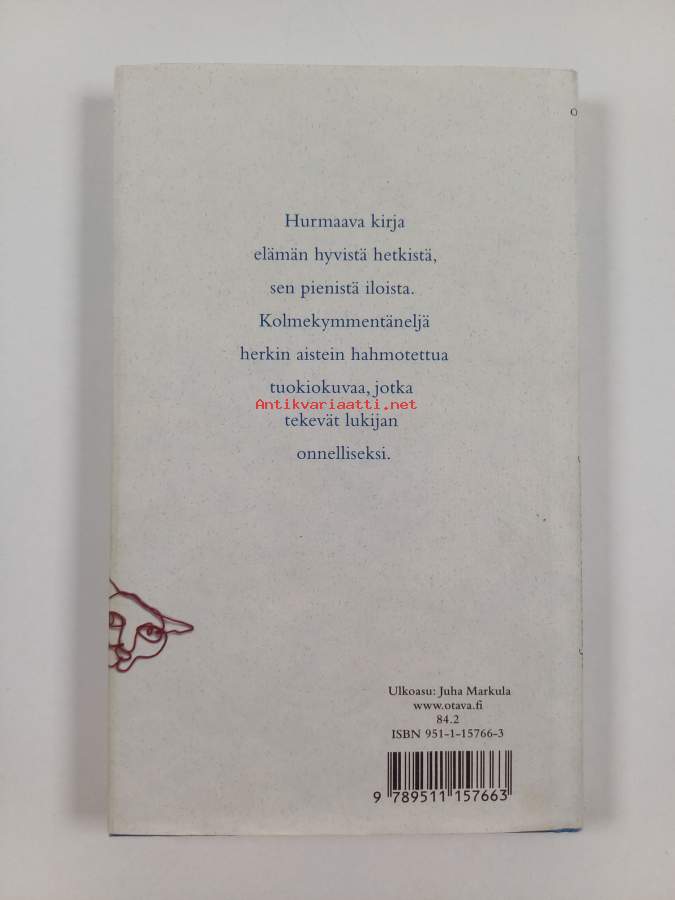 Hurmaava kirja
elämän hyvistä hetkistä,
sen pienistä iloista.
Kolmekymmentäneljä
herkin aistein hahmotettua
tuokiokuvaa, jotka
Antikvariaatti.net
tekevät lukijan
onnelliseksi.
O
Ulkoasu: Juha Markula
www.otava.fi
84.2
ISBN 951-1-15766-3
9 789511 157663